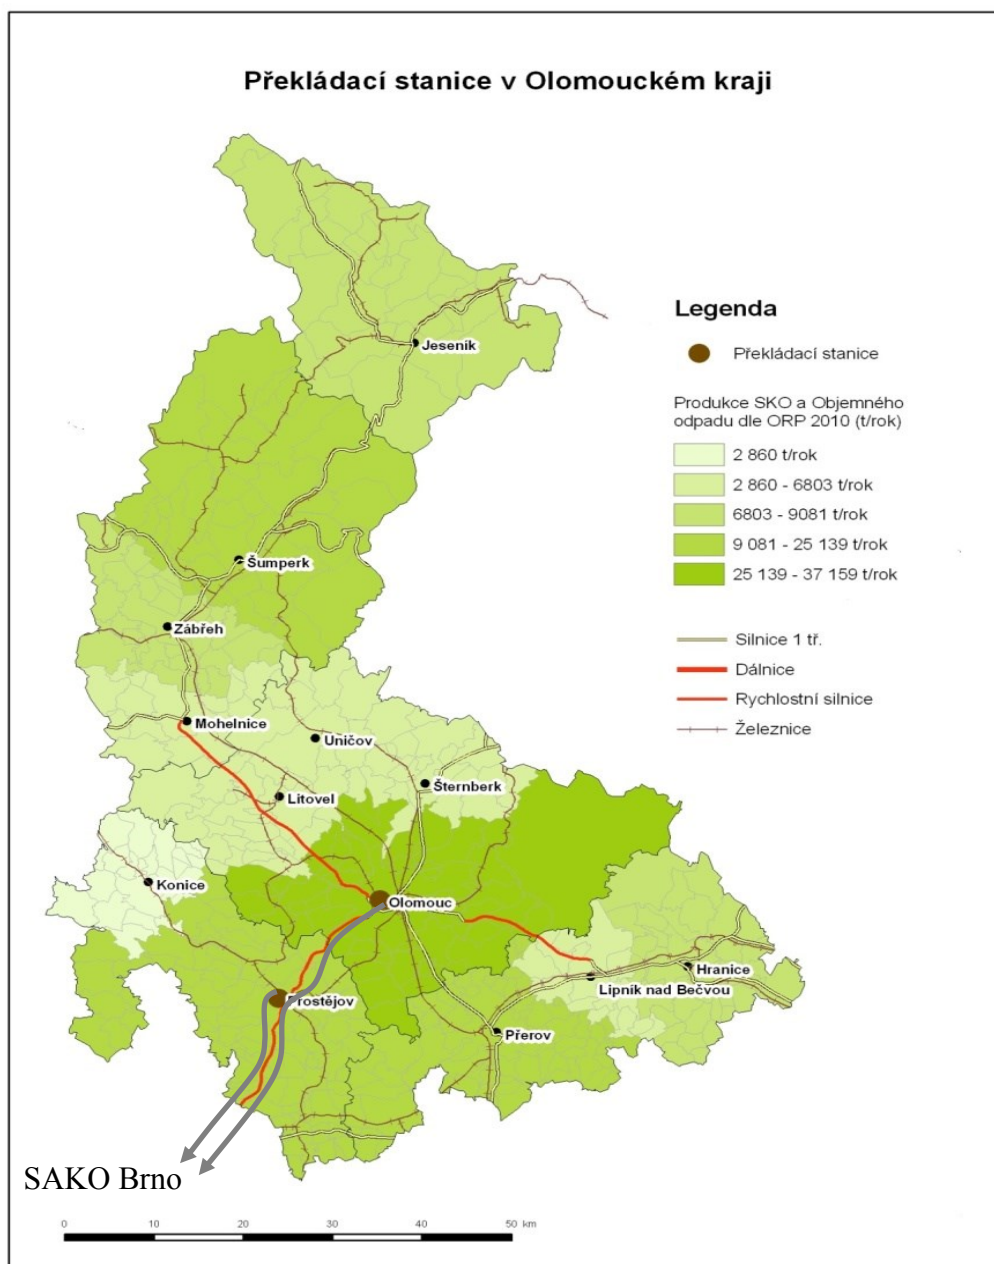 Překládací stanice v Olomouckém kraji
Legenda
Překládací stanice
Produkce SKO a Objemného
odpadu dle ORP 2010 (t/rok)
2 860 t/rok
2 860 - 6803 t/rok
6803 - 9081 t/rok
9 081 - 25 139 t/rok
25 139 - 37 159 t/rok
Silnice 1 tř.
Dálnice
Rychlostní silnice
Železnice
Jeseník
Šumperk
Zábřeh
Mohelnice
Uničov
Šternberk
Litovel
Konice
Olomouc
Hranice
Lipník nad Bečvou
Prostějov
Přerov
SAKO Brno
0 10 20 30 40 50 km